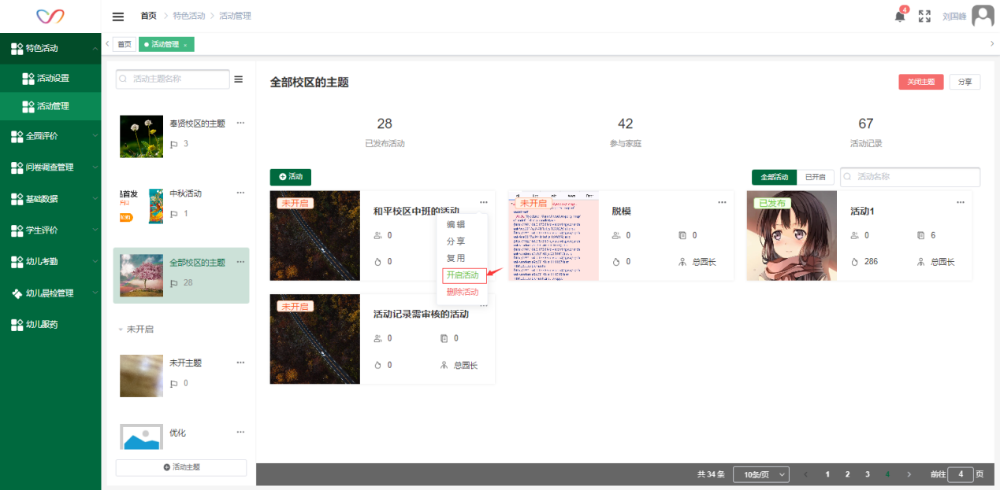 首页 特色活动 活动管理
4
刘国峰
特色活动
活动设置
活动管理
全园评价
问卷调查管理
基础数据
学生评价
幼儿考勤
幼儿晨检管理
幼儿服药
首页
活动管理 ×
活动主题名称
奉贤校区的主题 ...
3
中秋活动 ...
1
全部校区的主题 ...
28
未开启
未开主题 ...
0
优化 ...
活动主题
全部校区的主题
关闭主题
分享
28
已发布活动
42
参与家庭
67
活动记录
活动
全部活动 已开启
活动名称
未开启
和平校区中班的活动
0
0
编辑
分享
复用
开启活动
删除活动
未开启
脱模
0 0
0 总园长
已发布
活动1
0 6
286 总园长
未开启
活动记录需审核的活动
0 0
0 总园长
共 34 条 10条/页 1 2 3 4 前往 4 页